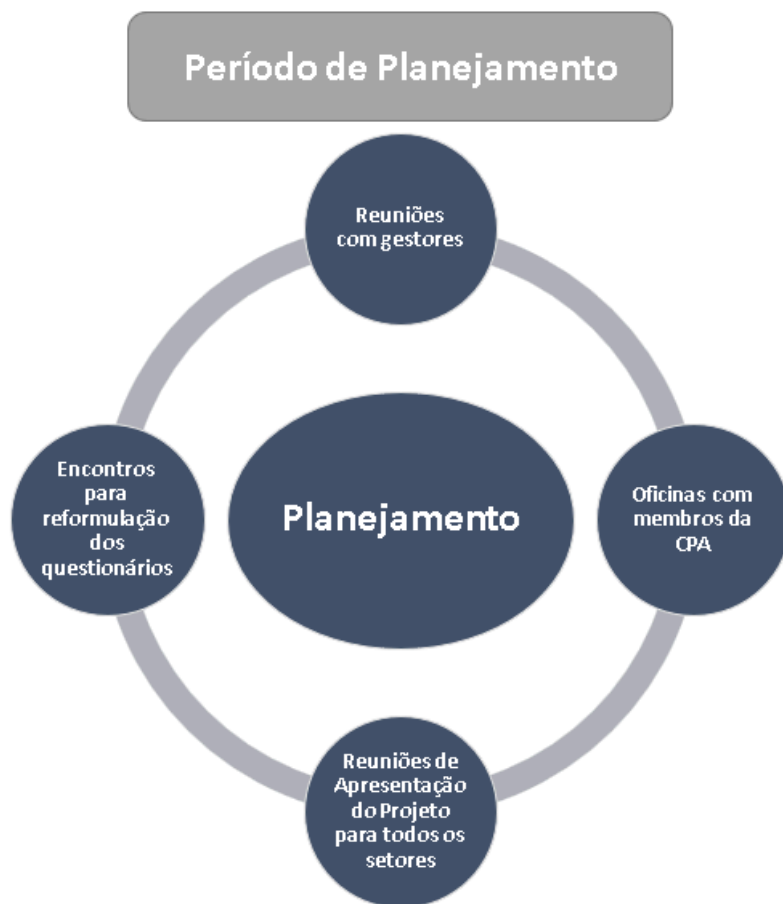 Período de Planejamento
Reuniões
com gestores
Encontros
para
reformulação
dos
questionários
Planejamento
Oficinas com
membros da
CPA
Reuniões de
Apresentação
do Projeto
para todos os
setores